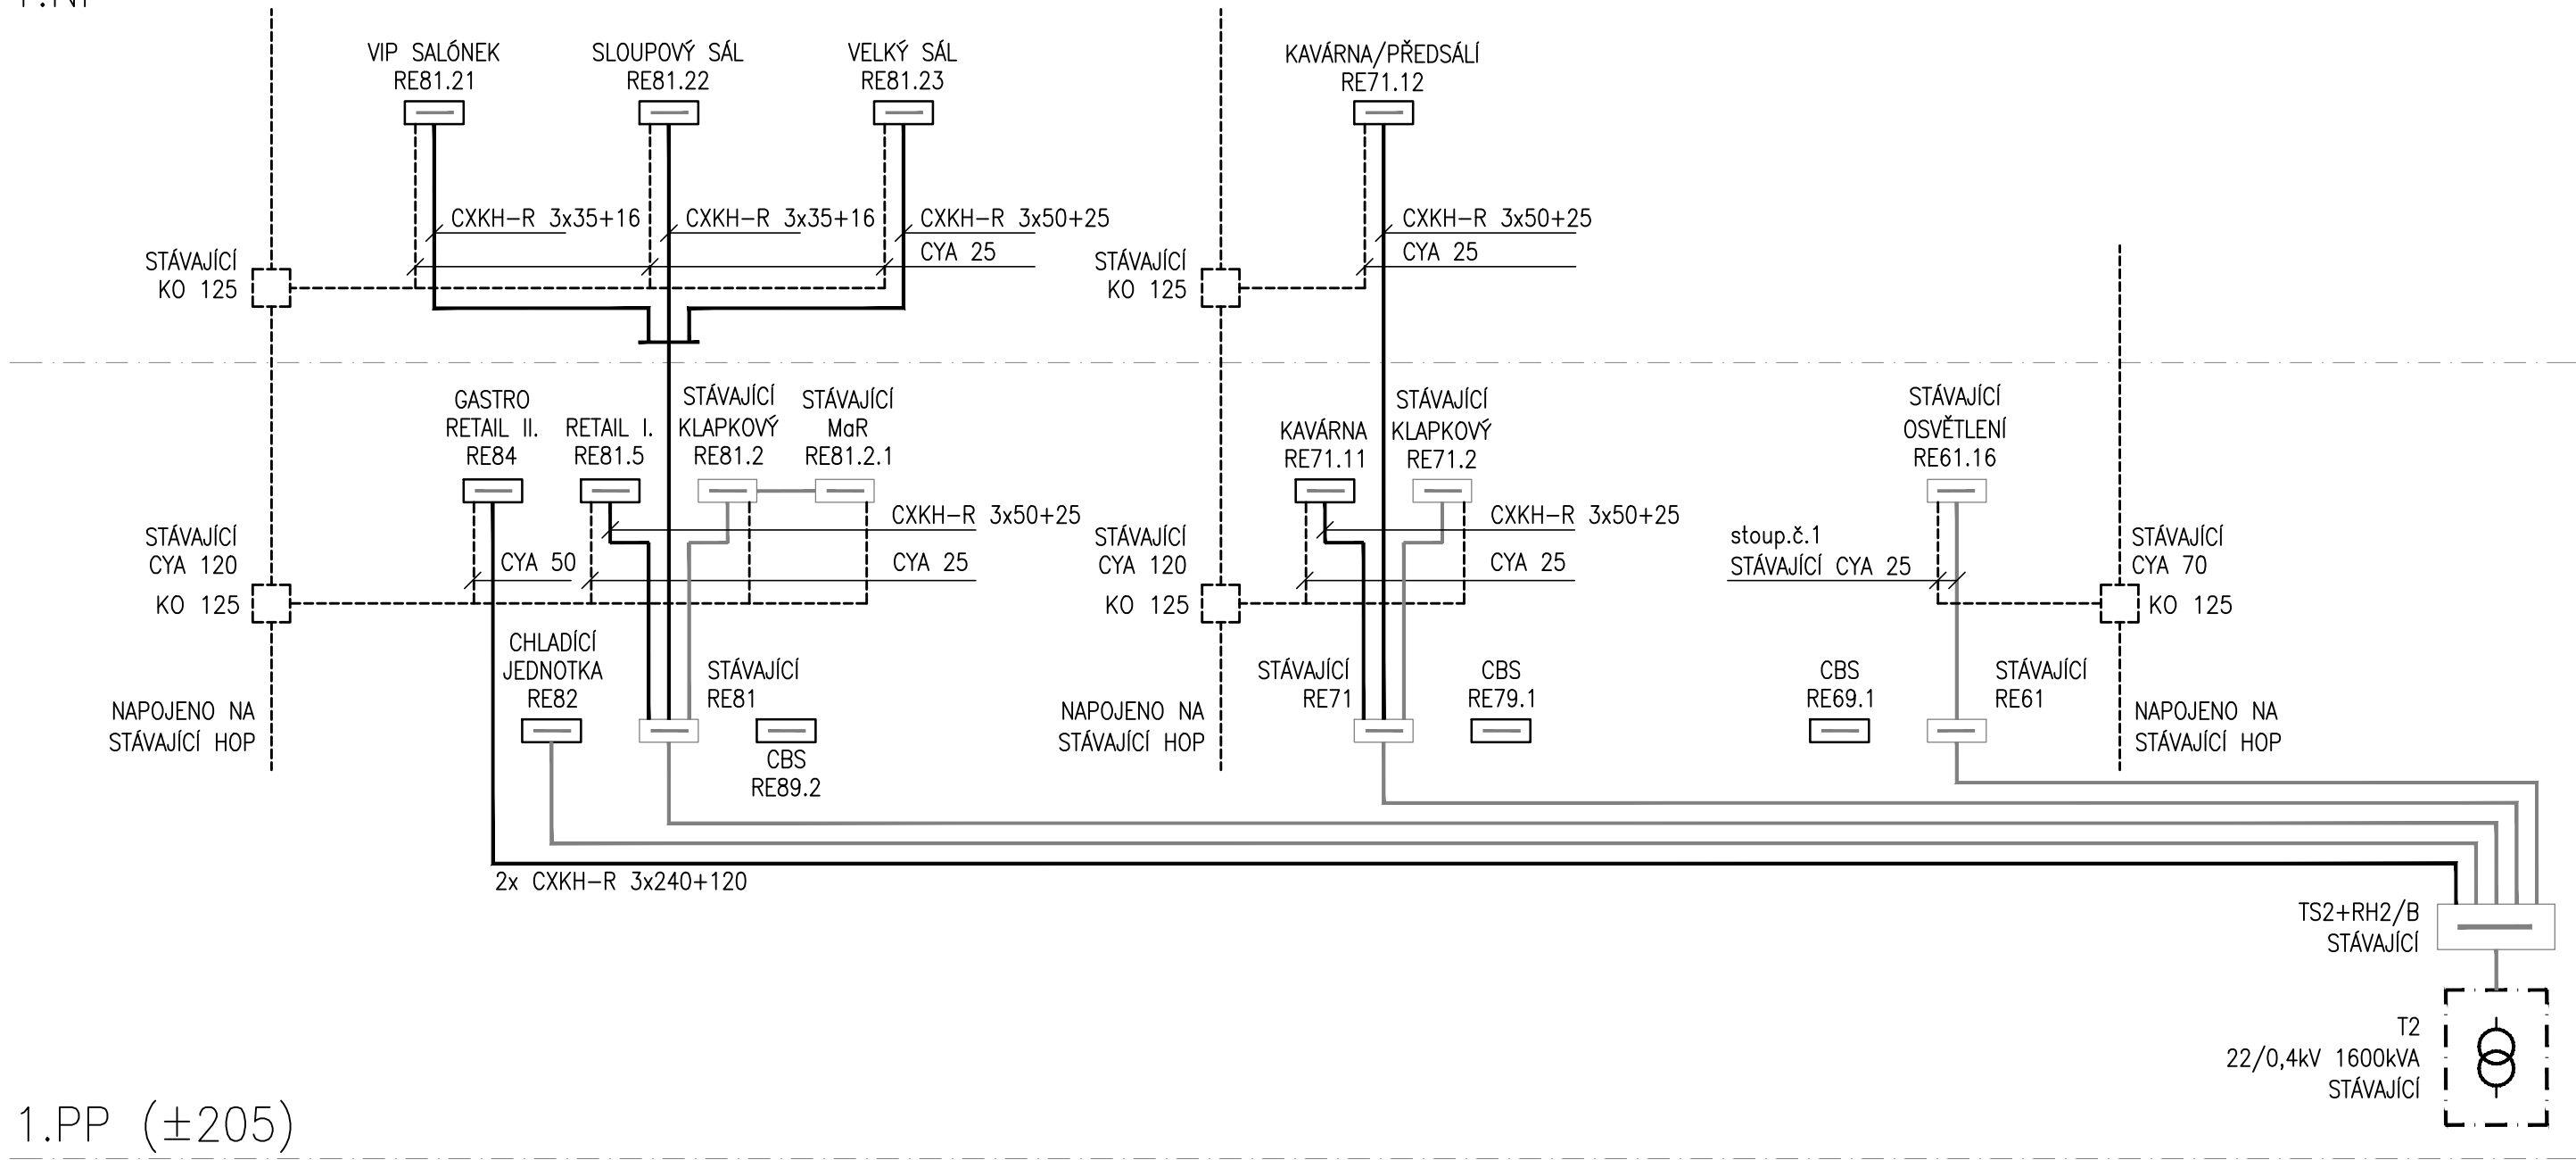 VIP SALÓNEK
RE81.21
SLOUPOVÝ SÁL
RE81.22
VELKÝ SÁL
RE81.23
KAVÁRNA/PŘEDSÁLÍ
RE71.12
CXKH-R 3x35+16
CXKH-R 3x35+16
CXKH-R 3x50+25
CYA 25
CXKH-R 3x50+25
CYA 25
STÁVAJÍCÍ
KO 125
STÁVAJÍCÍ
KO 125
GASTRO
RETAIL II.
RE84
RETAIL I.
RE81.5
STÁVAJÍCÍ
KLAPKOVÝ
RE81.2
STÁVAJÍCÍ
MaR
RE81.2.1
KAVÁRNA
RE71.11
STÁVAJÍCÍ
KLAPKOVÝ
RE71.2
STÁVAJÍCÍ
OSVĚTLENÍ
RE61.16
CXKH-R 3x50+25
CYA 50
CYA 25
CXKH-R 3x50+25
CYA 25
stoup.č.1
STÁVAJÍCÍ CYA 25
STÁVAJÍCÍ
CYA 120
KO 125
STÁVAJÍCÍ
CYA 120
KO 125
STÁVAJÍCÍ
CYA 70
KO 125
CHLADÍCÍ
JEDNOTKA
RE82
STÁVAJÍCÍ
RE81
CBS
RE89.2
STÁVAJÍCÍ
RE71
CBS
RE79.1
CBS
RE69.1
STÁVAJÍCÍ
RE61
NAPOJENO NA
STÁVAJÍCÍ HOP
NAPOJENO NA
STÁVAJÍCÍ HOP
NAPOJENO NA
STÁVAJÍCÍ HOP
2x CXKH-R 3x240+120
TS2+RH2/B
STÁVAJÍCÍ
T2
22/0,4kV 1600kVA
STÁVAJÍCÍ
1.PP (±205)